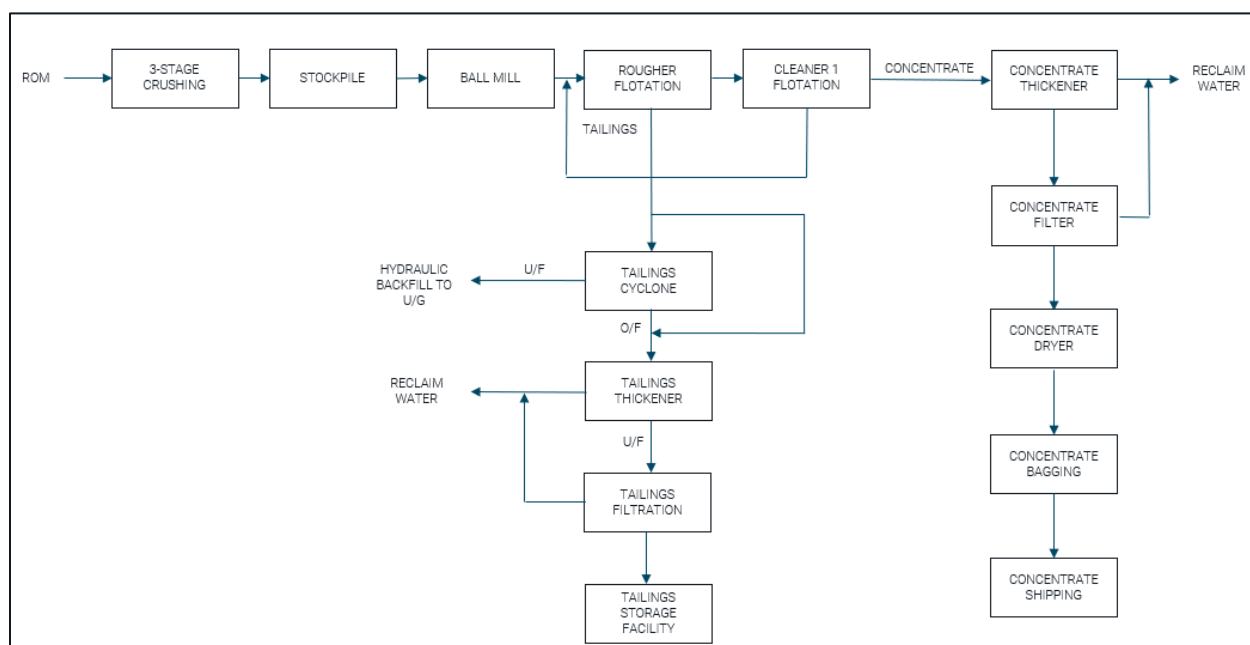 ROM
3-STAGE
CRUSHING
STOCKPILE
BALL MILL
ROUGHER
FLOTATION
CLEANER 1
FLOTATION
CONCENTRATE
CONCENTRATE
THICKENER
RECLAIM
WATER
TAILINGS
CONCENTRATE
FILTER
HYDRAULIC
BACKFILL TO
U/G
U/F
TAILINGS
CYCLONE
O/F
CONCENTRATE
DRYER
RECLAIM
WATER
TAILINGS
THICKENER
U/F
CONCENTRATE
BAGGING
TAILINGS
FILTRATION
CONCENTRATE
SHIPPING
TAILINGS
STORAGE
FACILITY